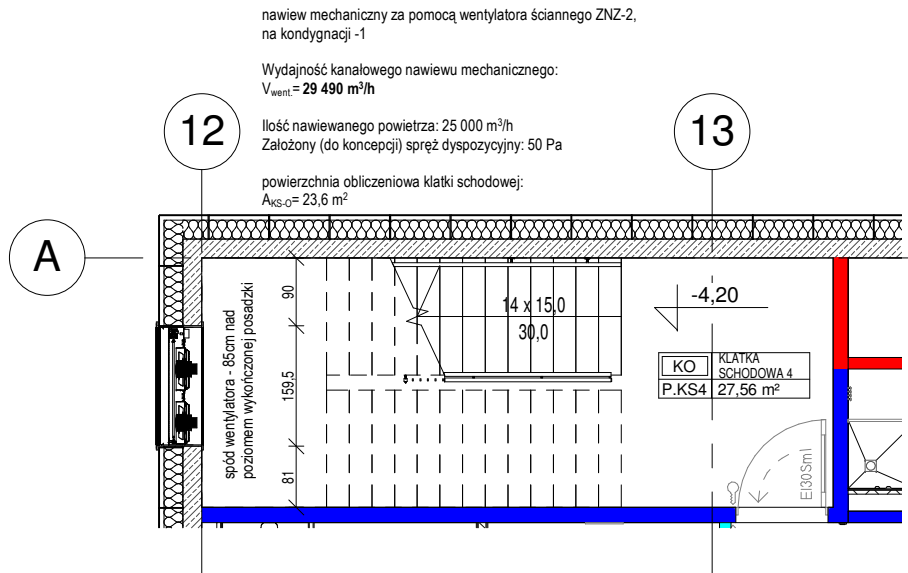 nawiew mechaniczny za pomocą wentylatora ściennego ZNZ-2,
na kondygnacji -1
Wydajność kanałowego nawiewu mechanicznego:
Vwent.= 29 490 m³/h
Ilość nawiewanego powietrza: 25 000 m³/h
Założony (do koncepcji) spręż dyspozycyjny: 50 Pa
powierzchnia obliczeniowa klatki schodowej:
AKS-O= 23,6 m²
12
13
A
spód wentylatora - 85cm nad
poziomem wykończonej posadzki
90
159,5
81
14 x 15,0
30,0
-4,20
KO
KLATKA
SCHODOWA 4
P.KS4
27,56 m²
EI30Sm